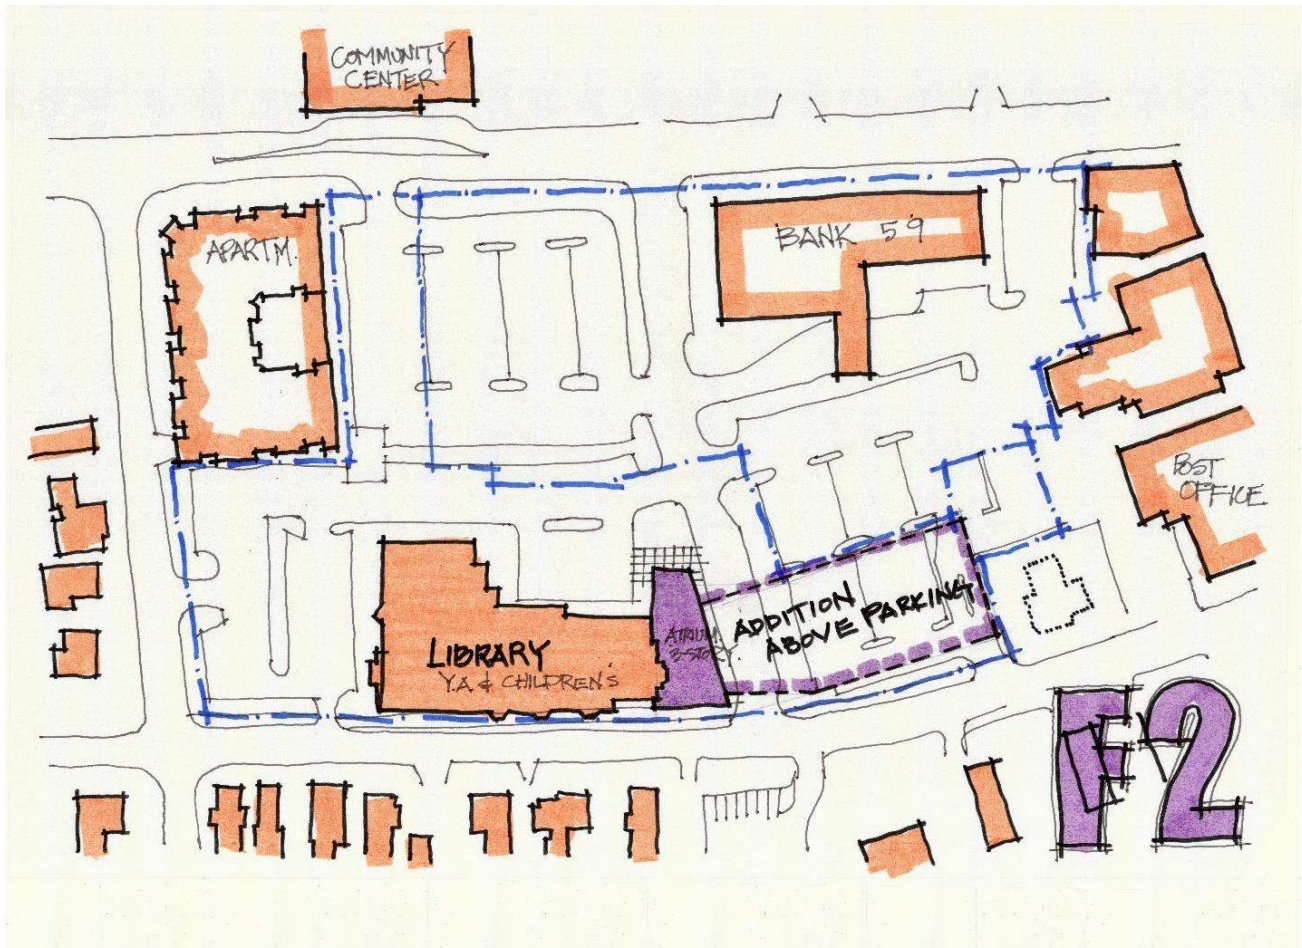 COMMUNITY
CENTER
APARTM.
BANK 59
POST
OFFICE
ADDITION
ABOVE PARKING
ATRIUM
3-STORY
LIBRARY
Y.A & CHILDREN'S
F2